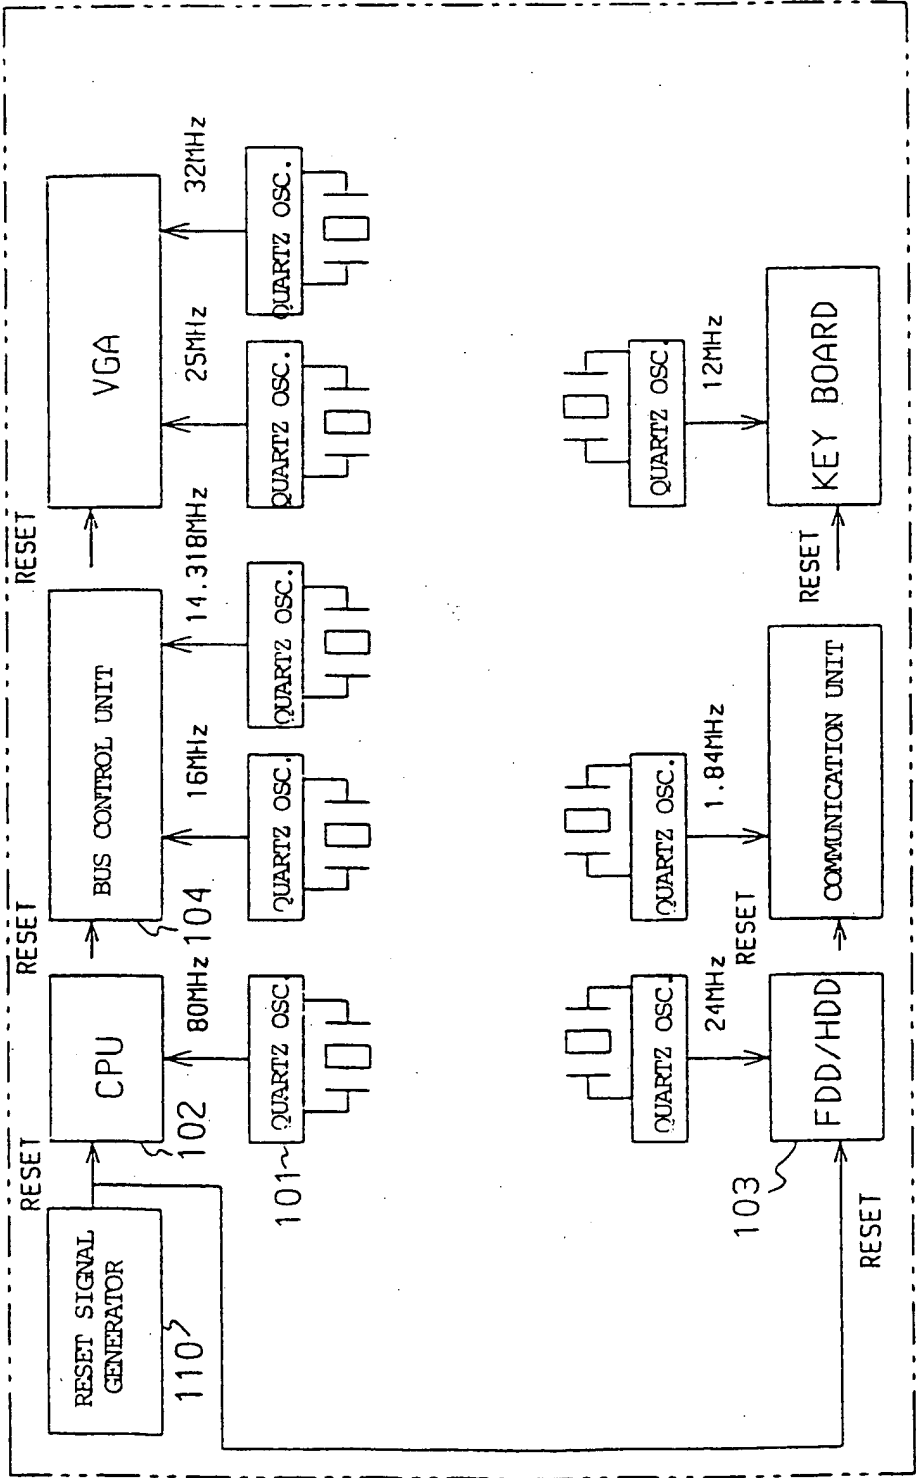 RESET
RESET
RESET
RESET SIGNAL
GENERATOR
CPU
BUS CONTROL UNIT
VGA
110
102
104
80MHz
16MHz
14.318MHz
25MHz
32MHz
101
QUARTZ OSC.
QUARTZ OSC.
QUARTZ OSC.
QUARTZ OSC.
QUARTZ OSC.
QUARTZ OSC.
QUARTZ OSC.
QUARTZ OSC.
24MHz
1.84MHz
12MHz
103
RESET
RESET
FDD/HDD
COMMUNICATION UNIT
KEY BOARD
RESET